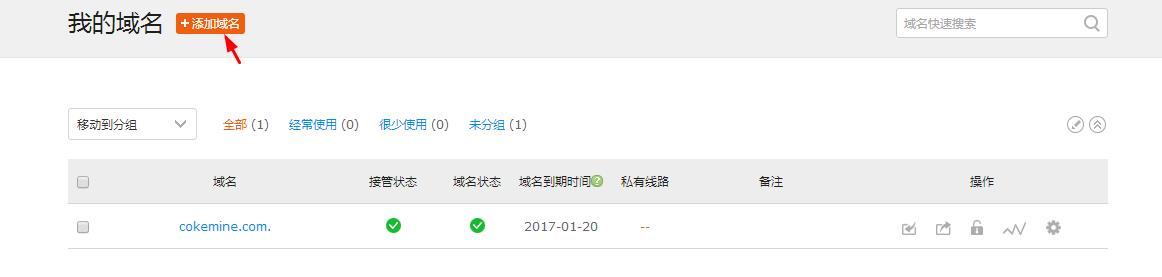 我的域名 +添加域名 域名快速搜索
移动到分组 全部 (1) 经常使用 (0) 很少使用 (0) 未分组 (1)
域名 接管状态 域名状态 域名到期时间? 私有线路 备注 操作
cokemine.com. 2017-01-20 --